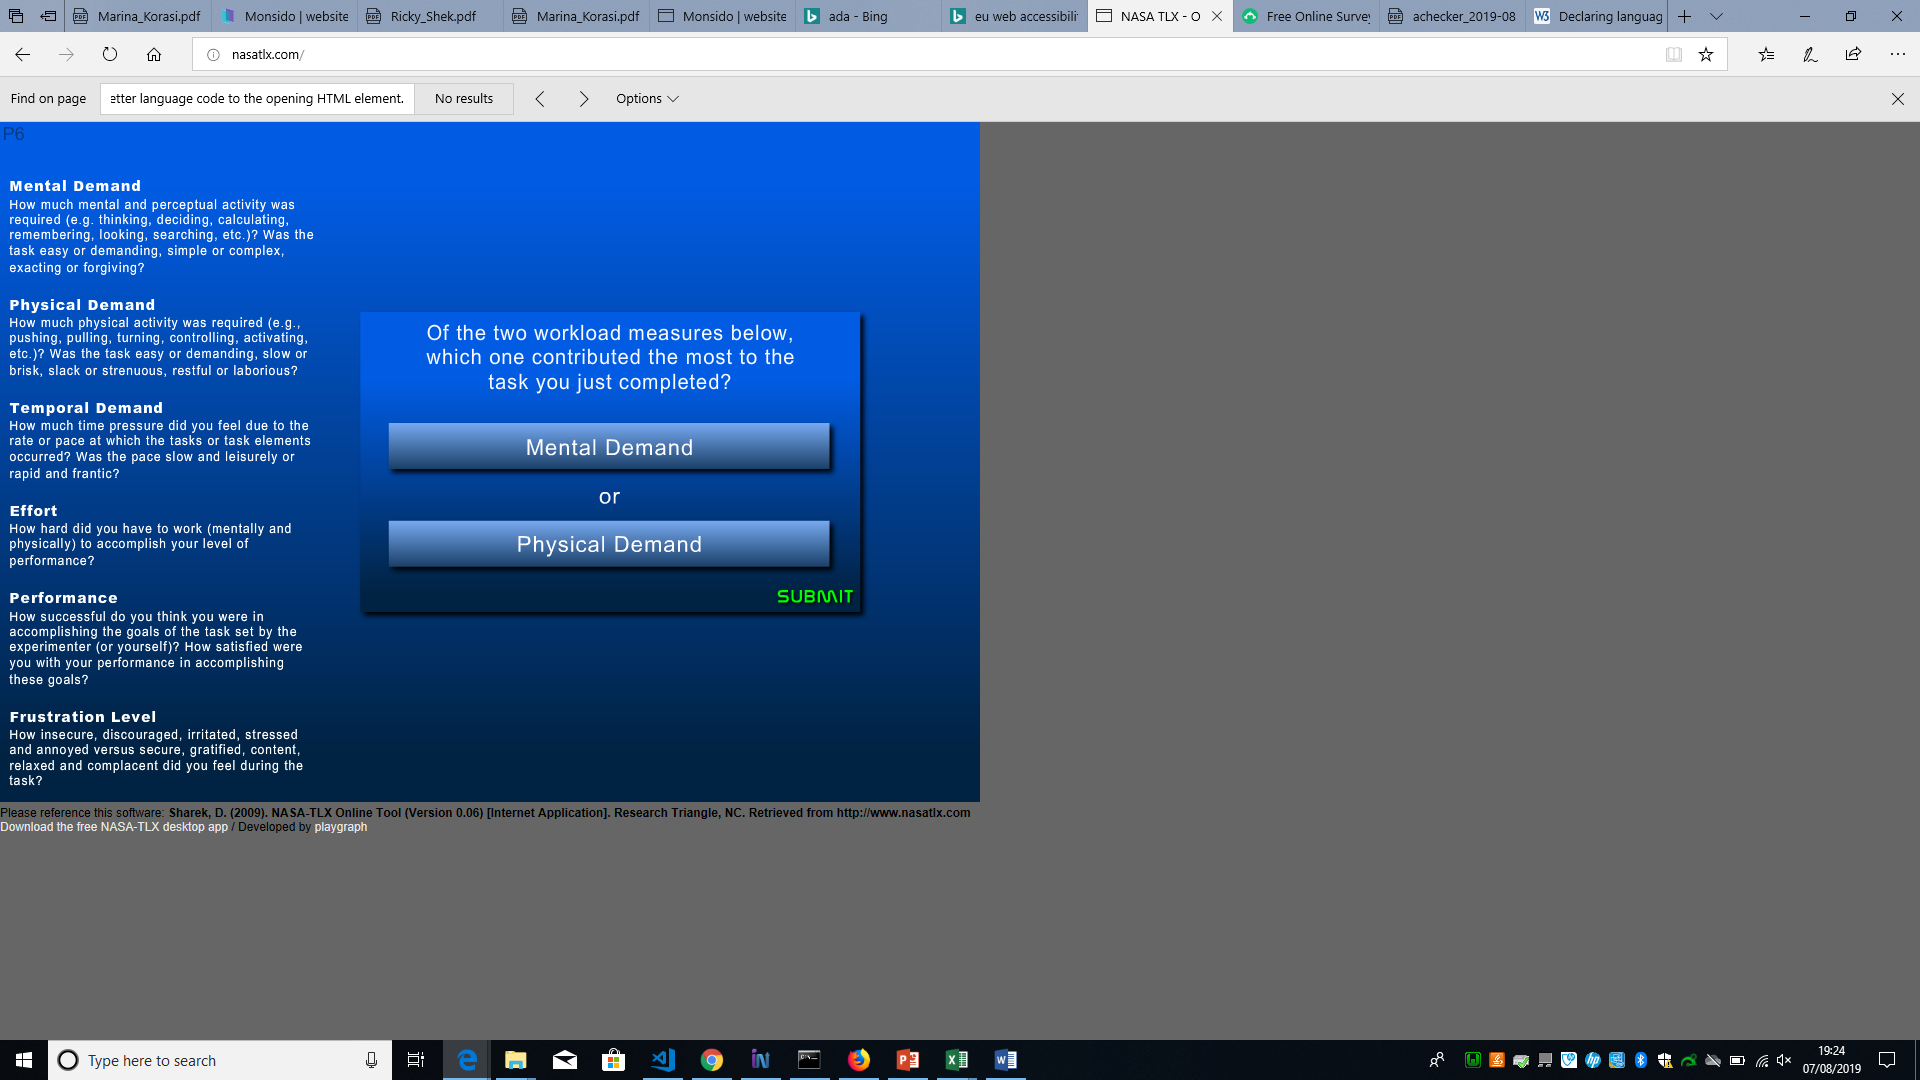 Marina_Korasi.pdf
Monsido | website
Ricky_Shek.pdf
Marina_Korasi.pdf
Monsido | website
ada - Bing
eu web accessibili
NASA TLX - O
Free Online Surve
achecker_2019-08
Declaring languag
nasatlx.com/
Find on page
etter language code to the opening HTML element.
No results
Options
P6
Mental Demand
How much mental and perceptual activity was
required (e.g. thinking, deciding, calculating,
remembering, looking, searching, etc.)? Was the
task easy or demanding, simple or complex,
exacting or forgiving?
Physical Demand
How much physical activity was required (e.g.,
pushing, pulling, turning, controlling, activating,
etc.)? Was the task easy or demanding, slow or
brisk, slack or strenuous, restful or laborious?
Temporal Demand
How much time pressure did you feel due to the
rate or pace at which the tasks or task elements
occurred? Was the pace slow and leisurely or
rapid and frantic?
Effort
How hard did you have to work (mentally and
physically) to accomplish your level of
performance?
Performance
How successful do you think you were in
accomplishing the goals of the task set by the
experimenter (or yourself)? How satisfied were
you with your performance in accomplishing
these goals?
Frustration Level
How insecure, discouraged, irritated, stressed
and annoyed versus secure, gratified, content,
relaxed and complacent did you feel during the
task?
Of the two workload measures below,
which one contributed the most to the
task you just completed?
Mental Demand
or
Physical Demand
SUBMIT
Please reference this software: Sharek, D. (2009). NASA-TLX Online Tool (Version 0.06) [Internet Application]. Research Triangle, NC. Retrieved from http://www.nasatlx.com
Download the free NASA-TLX desktop app / Developed by playgraph
Type here to search
19:24
07/08/2019